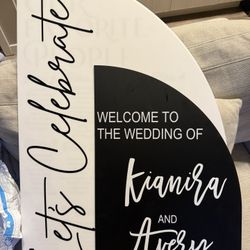 Let's Celebrate
WELCOME TO
THE WEDDING OF
Kianira
AND
Avery